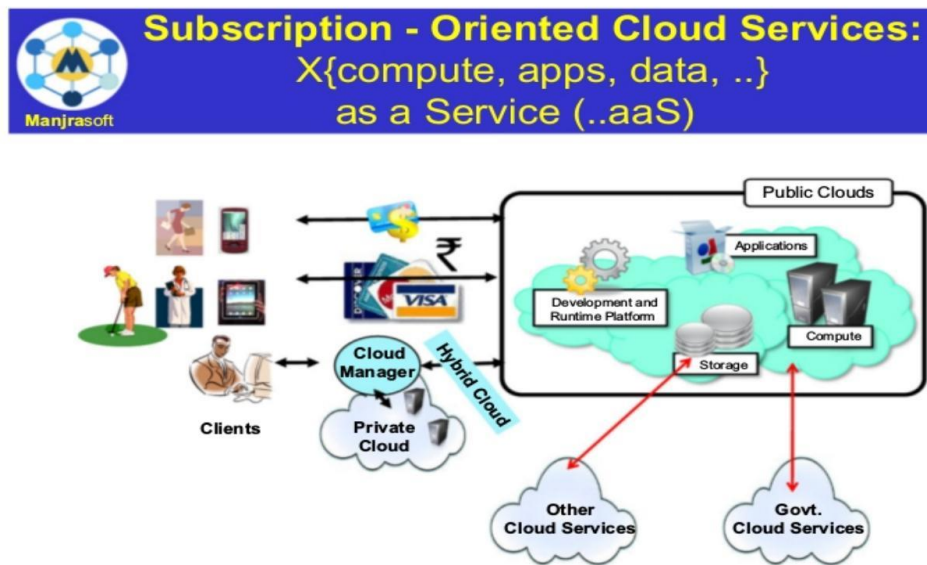 Subscription - Oriented Cloud Services:
X{compute, apps, data, ..}
as a Service (..aaS)
Manjrasoft
Public Clouds
Applications
Development and
Runtime Platform
Compute
Storage
VISA
Cloud
Manager
Hybrid Cloud
Private
Cloud
Clients
Other
Cloud Services
Govt.
Cloud Services